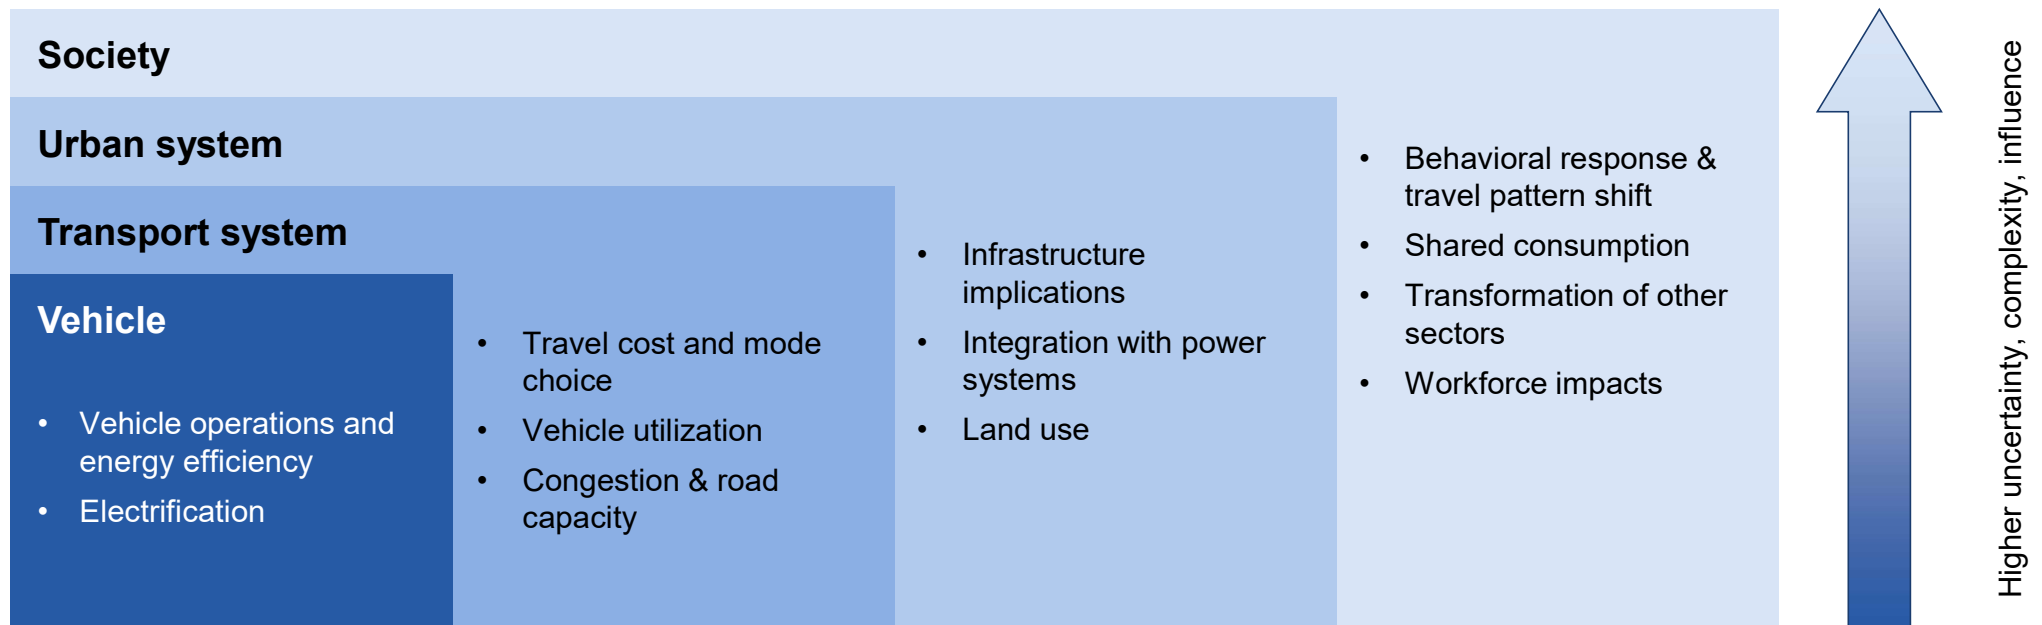 Society
Urban system
Transport system
Vehicle
• Vehicle operations and
energy efficiency
• Electrification
• Travel cost and mode
choice
• Vehicle utilization
• Congestion & road
capacity
• Infrastructure
implications
• Integration with power
systems
• Land use
• Behavioral response &
travel pattern shift
• Shared consumption
• Transformation of other
sectors
• Workforce impacts
Higher uncertainty, complexity, influence